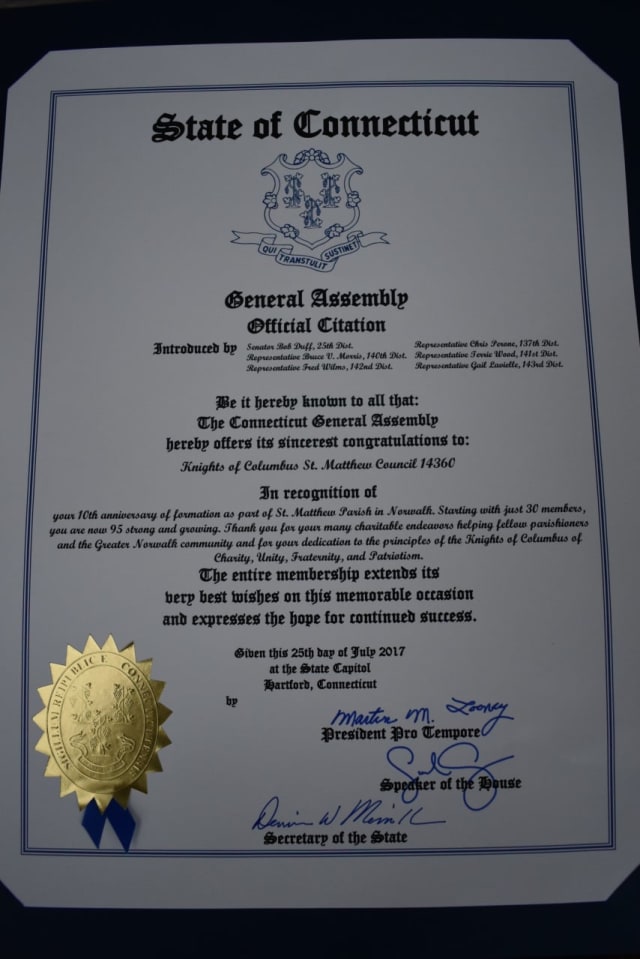 State of Connecticut
QUI TRANSTULIT SUSTINET
General Assembly
Official Citation
Introduced by
Senator Bob Duff, 25th Dist.
Representative Bruce V. Morris, 140th Dist.
Representative Fred Wilms, 142nd Dist.
Representative Chris Perone, 137th Dist.
Representative Terrie Wood, 141st Dist.
Representative Gail Lavielle, 143rd Dist.
Be it hereby known to all that:
The Connecticut General Assembly
hereby offers its sincerest congratulations to:
Knights of Columbus St. Matthew Council 14360
In recognition of
your 10th anniversary of formation as part of St. Matthew Parish in Norwalk. Starting with just 30 members,
you are now 95 strong and growing. Thank you for your many charitable endeavors helping fellow parishioners
and the Greater Norwalk community and for your dedication to the principles of the Knights of Columbus of
Charity, Unity, Fraternity, and Patriotism.
The entire membership extends its
very best wishes on this memorable occasion
and expresses the hope for continued success.
Given this 25th day of July 2017
at the State Capitol
Hartford, Connecticut
by
Martin M. Looney
President Pro Tempore
Speaker of the House
Denise W Merrill
Secretary of the State